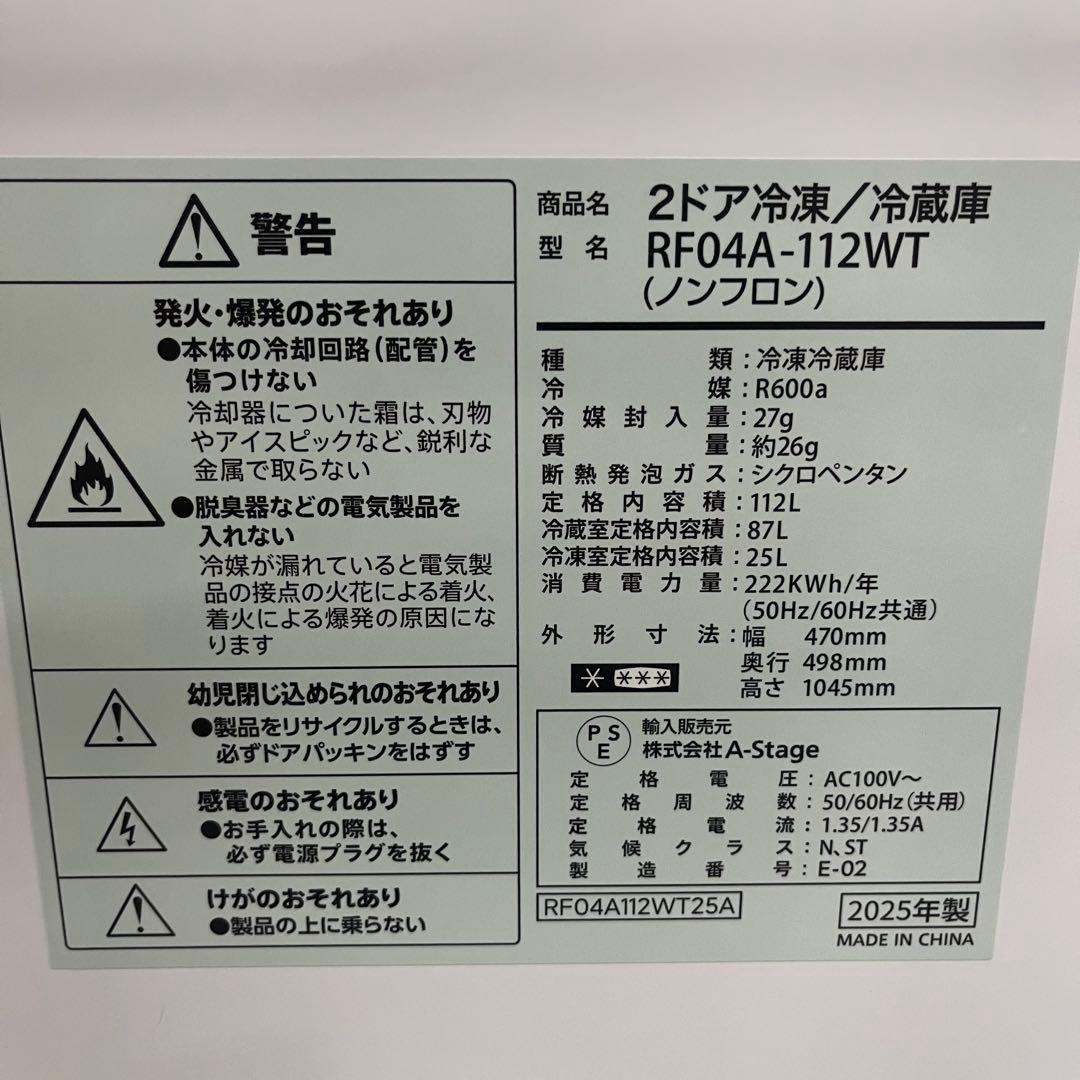 警告
発火・爆発のおそれあり
●本体の冷却回路(配管)を
傷つけない
冷却器についた霜は、刃物
やアイスピックなど、鋭利な
金属で取らない
●脱臭器などの電気製品を
入れない
冷媒が漏れていると電気製
品の接点の火花による着火、
着火による爆発の原因にな
ります
幼児閉じ込められのおそれあり
●製品をリサイクルするときは、
必ずドアパッキンをはずす
感電のおそれあり
●お手入れの際は、
必ず電源プラグを抜く
けがのおそれあり
●製品の上に乗らない
商品名 2ドア冷凍/冷蔵庫
型名 RF04A-112WT
(ノンフロン)
種類:冷凍冷蔵庫
冷媒:R600a
冷媒封入量:27g
質量:約26g
断熱発泡ガス:シクロペンタン
定格内容積:112L
冷蔵室定格内容積:87L
冷凍室定格内容積:25L
消費電力量:222KWh/年
(50Hz/60Hz共通)
外形寸法:幅 470mm
奥行 498mm
高さ 1045mm
PSE 輸入販売元
株式会社A-Stage
定格電圧:AC100V～
定格周波数:50/60Hz(共用)
定格電流:1.35/1.35A
気候クラス:N、ST
製造番号:E-02
RF04A112WT25A
2025年製
MADE IN CHINA